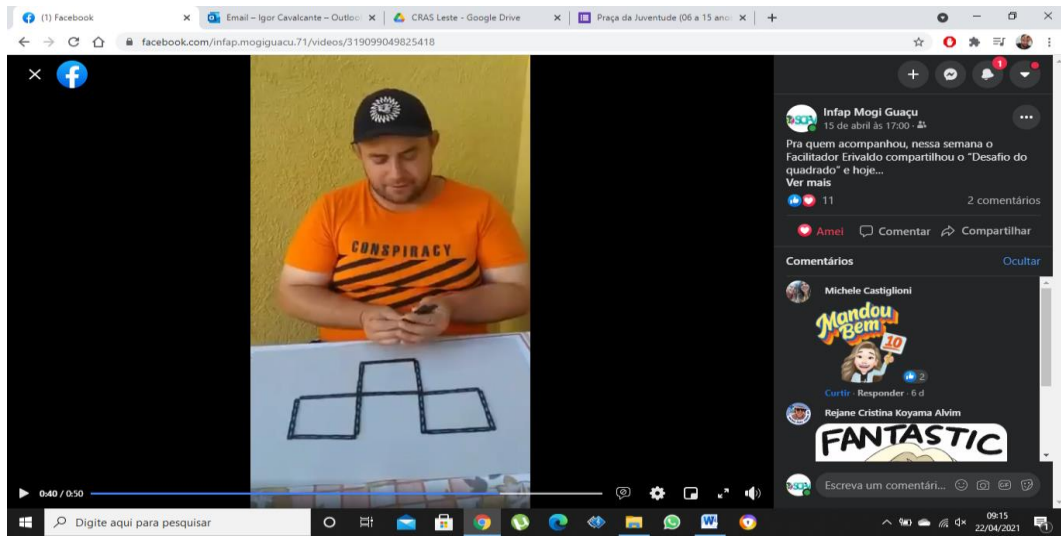 (1) Facebook
Email – Igor Cavalcante – Outloo
CRAS Leste - Google Drive
Praça da Juventude (06 a 15 ano
facebook.com/infap.mogiguacu.71/videos/319099049825418
1
Infap Mogi Guaçu
15 de abril às 17:00
Pra quem acompanhou, nessa semana o
Facilitador Erivaldo compartilhou o "Desafio do
quadrado" e hoje...
Ver mais
11
2 comentários
Amei
Comentar
Compartilhar
Comentários
Ocultar
Michele Castiglioni
Mandou
Bem
10
2
Curtir · Responder · 6 d
Rejane Cristina Koyama Alvim
FANTASTIC
Escreva um comentári...
CONSPIRACY
0:40 / 0:50
Digite aqui para pesquisar
09:15
22/04/2021